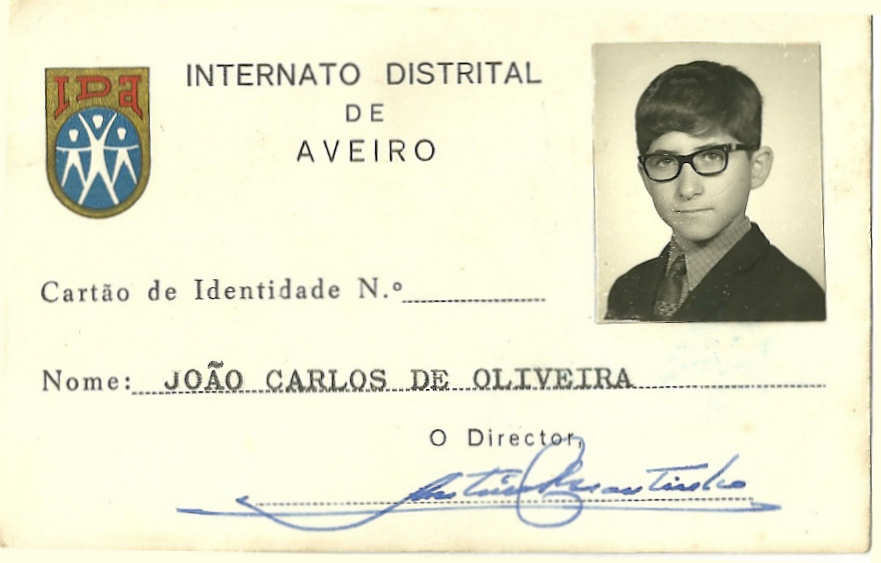 IDA
INTERNATO DISTRITAL
DE
AVEIRO
Cartão de Identidade N.º
Nome: JOÃO CARLOS DE OLIVEIRA
O Director,